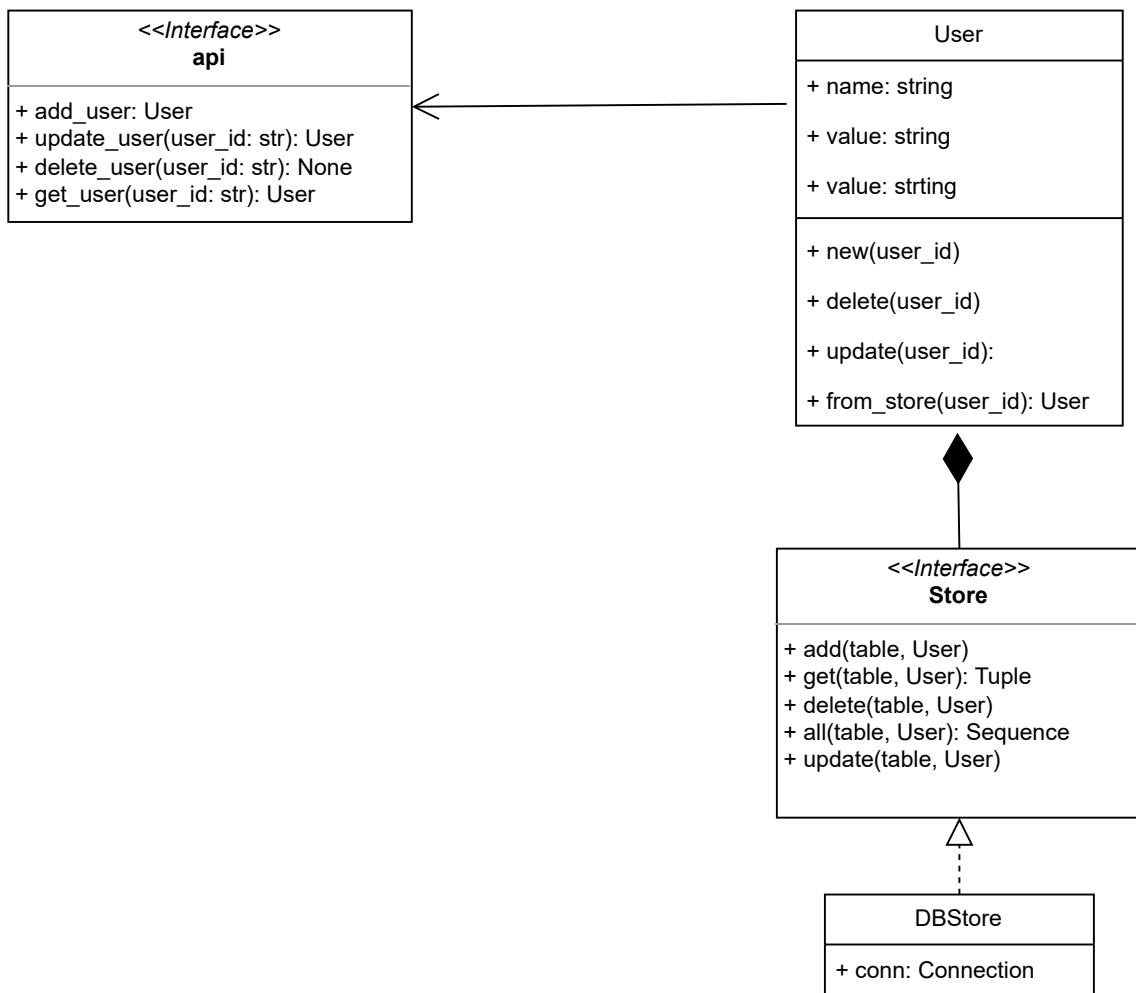 <<Interface>>
api
+ add_user: User
+ update_user(user_id: str): User
+ delete_user(user_id: str): None
+ get_user(user_id: str): User
User
+ name: string
+ value: string
+ value: strting
+ new(user_id)
+ delete(user_id)
+ update(user_id):
+ from_store(user_id): User
<<Interface>>
Store
+ add(table, User)
+ get(table, User): Tuple
+ delete(table, User)
+ all(table, User): Sequence
+ update(table, User)
DBStore
+ conn: Connection